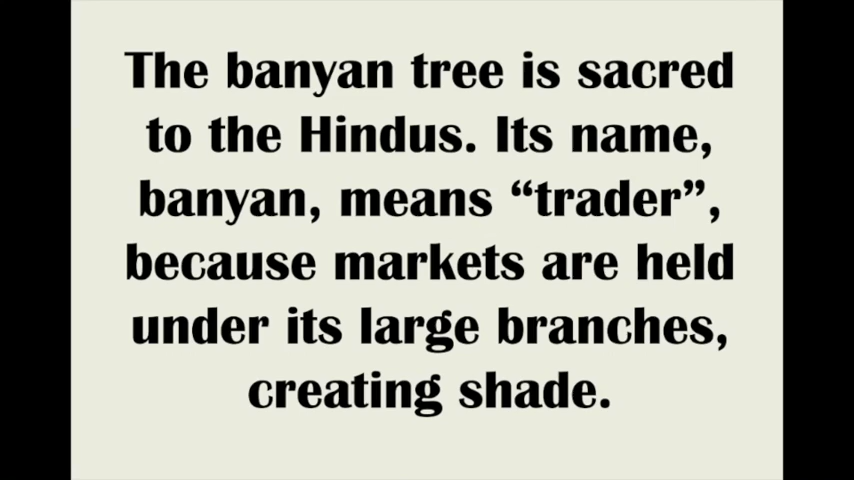 The banyan tree is sacred
to the Hindus. Its name,
banyan, means “trader”,
because markets are held
under its large branches,
creating shade.